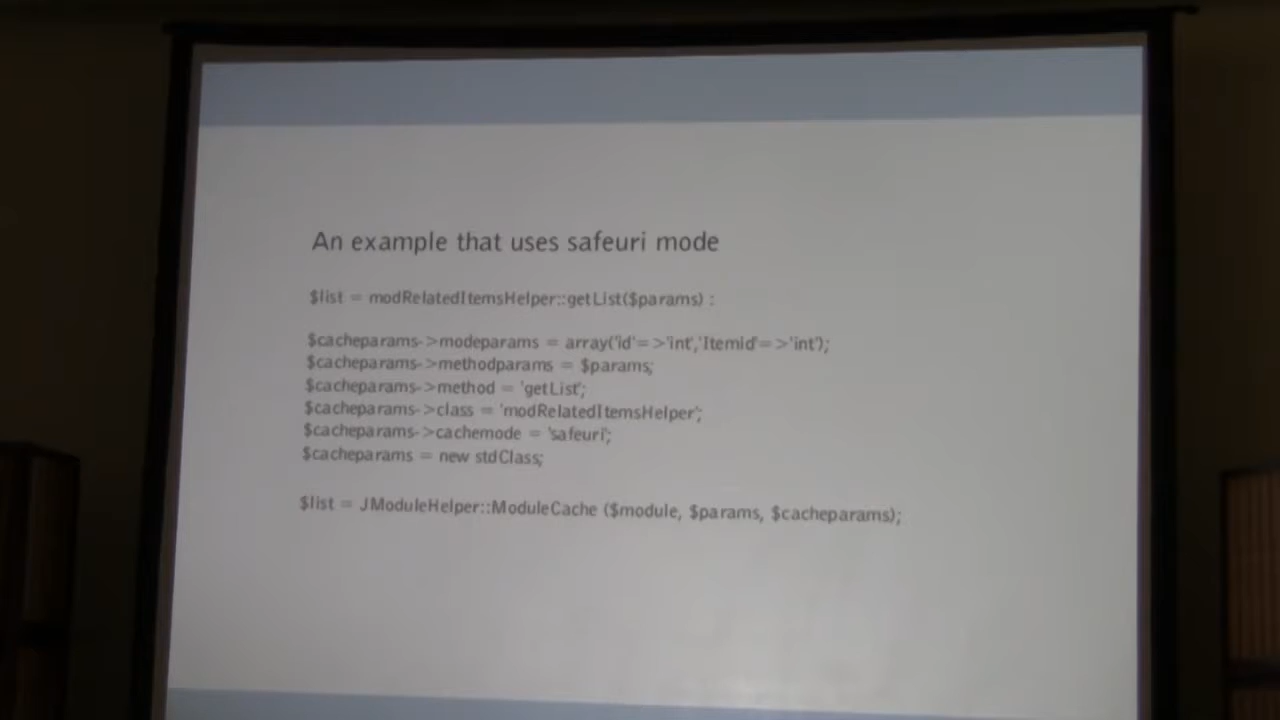 An example that uses safeuri mode
$list = modRelatedItemsHelper::getList($params) :
$cacheparams->modeparams = array('id'=>'int','Itemid'=>'int');
$cacheparams->methodparams = $params;
$cacheparams->method = 'getList';
$cacheparams->class = 'modRelatedItemsHelper';
$cacheparams->cachemode = 'safeuri';
$cacheparams = new stdClass;
$list = JModuleHelper::ModuleCache ($module, $params, $cacheparams);